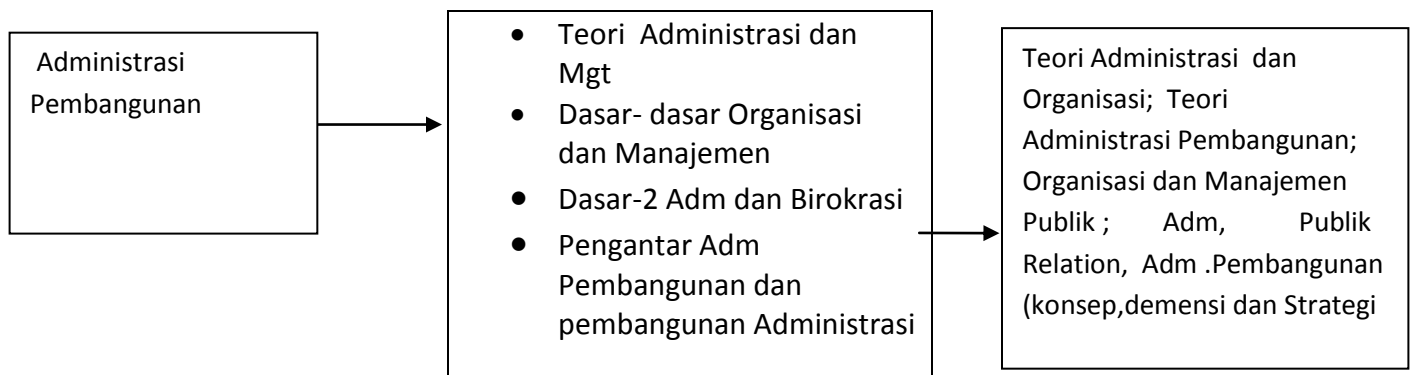 Administrasi
Pembangunan
• Teori Administrasi dan
Mgt
• Dasar- dasar Organisasi
dan Manajemen
• Dasar-2 Adm dan Birokrasi
• Pengantar Adm
Pembangunan dan
pembangunan Administrasi
Teori Administrasi dan
Organisasi; Teori
Administrasi Pembangunan;
Organisasi dan Manajemen
Publik ; Adm, Publik
Relation, Adm .Pembangunan
(konsep,demensi dan Strategi